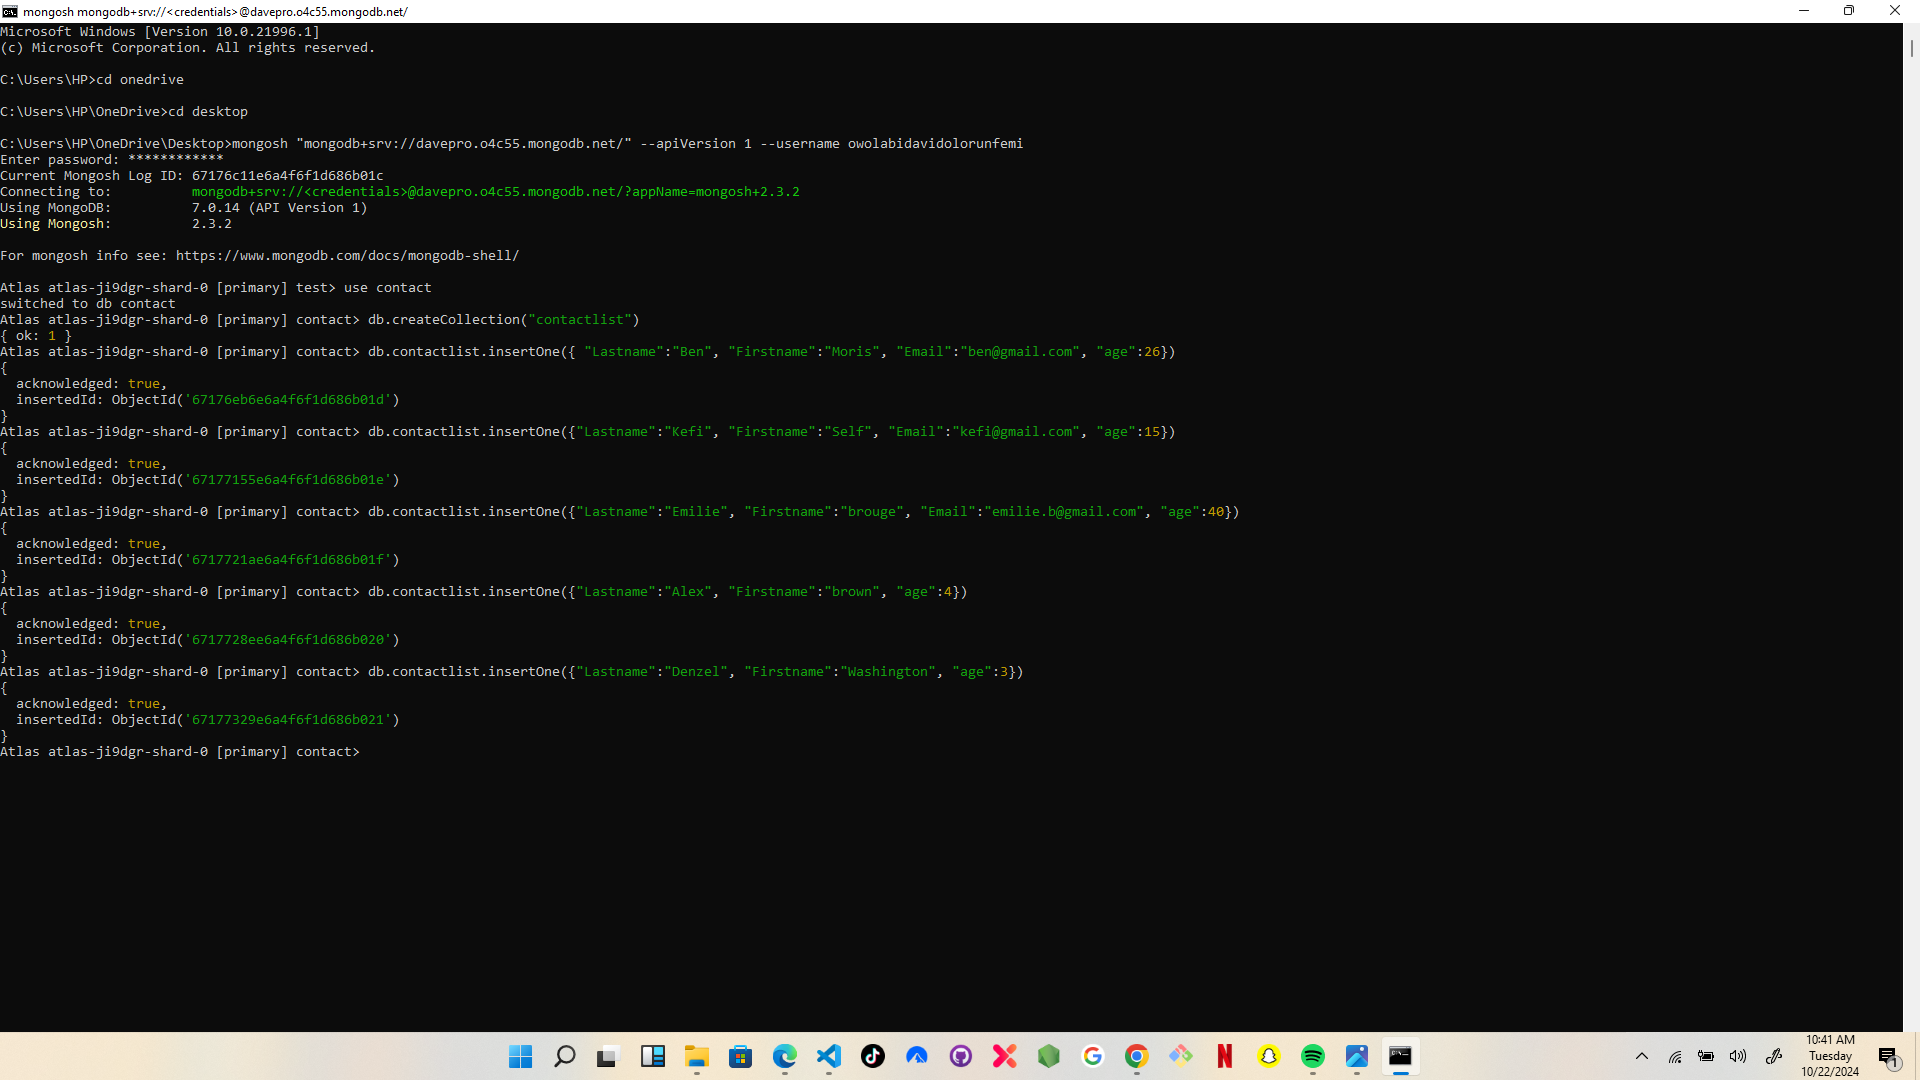 mongosh mongodb+srv://<credentials>@davepro.o4c55.mongodb.net/
Microsoft Windows [Version 10.0.21996.1]
(c) Microsoft Corporation. All rights reserved.
C:\Users\HP>cd onedrive
C:\Users\HP\OneDrive>cd desktop
C:\Users\HP\OneDrive\Desktop>mongosh "mongodb+srv://davepro.o4c55.mongodb.net/" --apiVersion 1 --username owolabidavidolorunfemi
Enter password: ************
Current Mongosh Log ID: 67176c11e6a4f6f1d686b01c
Connecting to:          mongodb+srv://<credentials>@davepro.o4c55.mongodb.net/?appName=mongosh+2.3.2
Using MongoDB:          7.0.14 (API Version 1)
Using Mongosh:          2.3.2
For mongosh info see: https://www.mongodb.com/docs/mongodb-shell/
Atlas atlas-ji9dgr-shard-0 [primary] test> use contact
switched to db contact
Atlas atlas-ji9dgr-shard-0 [primary] contact> db.createCollection("contactlist")
{ ok: 1 }
Atlas atlas-ji9dgr-shard-0 [primary] contact> db.contactlist.insertOne({ "Lastname":"Ben", "Firstname":"Moris", "Email":"ben@gmail.com", "age":26})
{
  acknowledged: true,
  insertedId: ObjectId('67176eb6e6a4f6f1d686b01d')
}
Atlas atlas-ji9dgr-shard-0 [primary] contact> db.contactlist.insertOne({"Lastname":"Kefi", "Firstname":"Self", "Email":"kefi@gmail.com", "age":15})
{
  acknowledged: true,
  insertedId: ObjectId('67177155e6a4f6f1d686b01e')
}
Atlas atlas-ji9dgr-shard-0 [primary] contact> db.contactlist.insertOne({"Lastname":"Emilie", "Firstname":"brouge", "Email":"emilie.b@gmail.com", "age":40})
{
  acknowledged: true,
  insertedId: ObjectId('6717721ae6a4f6f1d686b01f')
}
Atlas atlas-ji9dgr-shard-0 [primary] contact> db.contactlist.insertOne({"Lastname":"Alex", "Firstname":"brown", "age":4})
{
  acknowledged: true,
  insertedId: ObjectId('6717728ee6a4f6f1d686b020')
}
Atlas atlas-ji9dgr-shard-0 [primary] contact> db.contactlist.insertOne({"Lastname":"Denzel", "Firstname":"Washington", "age":3})
{
  acknowledged: true,
  insertedId: ObjectId('67177329e6a4f6f1d686b021')
}
Atlas atlas-ji9dgr-shard-0 [primary] contact>
10:41 AM
Tuesday
10/22/2024
1